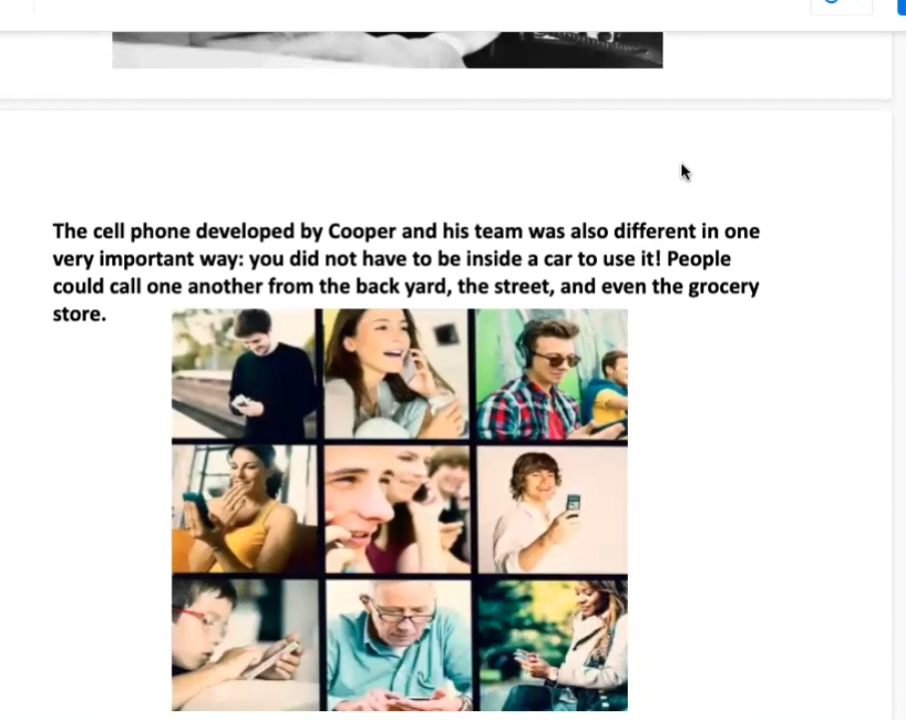 The cell phone developed by Cooper and his team was also different in one
very important way: you did not have to be inside a car to use it! People
could call one another from the back yard, the street, and even the grocery
store.